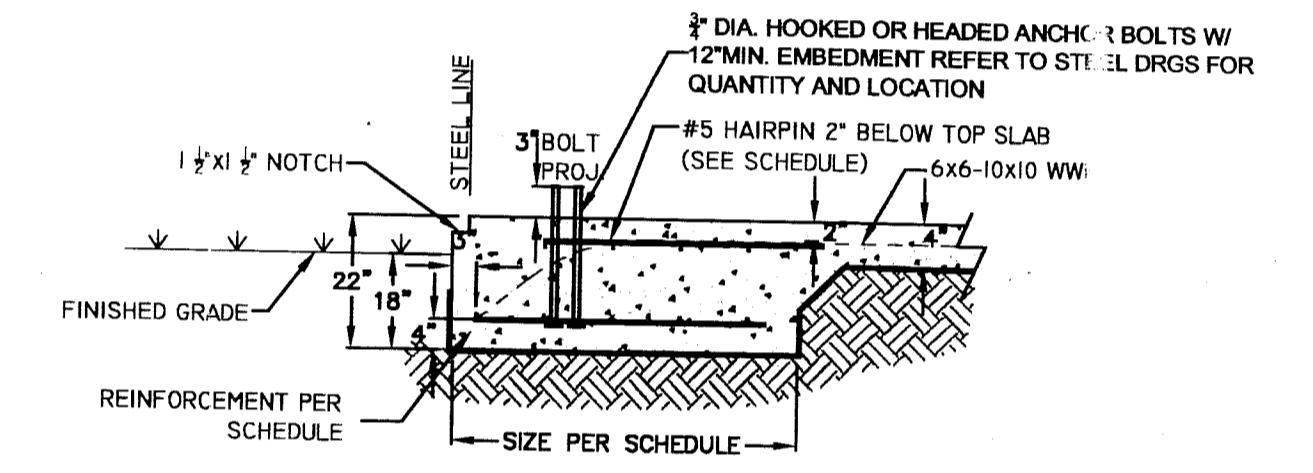 3/4" DIA. HOOKED OR HEADED ANCHOR BOLTS W/
12"MIN. EMBEDMENT REFER TO STEEL DRGS FOR
QUANTITY AND LOCATION
STEEL LINE
3" BOLT
PROJ
#5 HAIRPIN 2" BELOW TOP SLAB
(SEE SCHEDULE)
1 1/2"x1 1/2" NOTCH
6x6-10x10
3"
2"
4"
22"
18"
FINISHED GRADE
4"
REINFORCEMENT PER
SCHEDULE
SIZE PER SCHEDULE